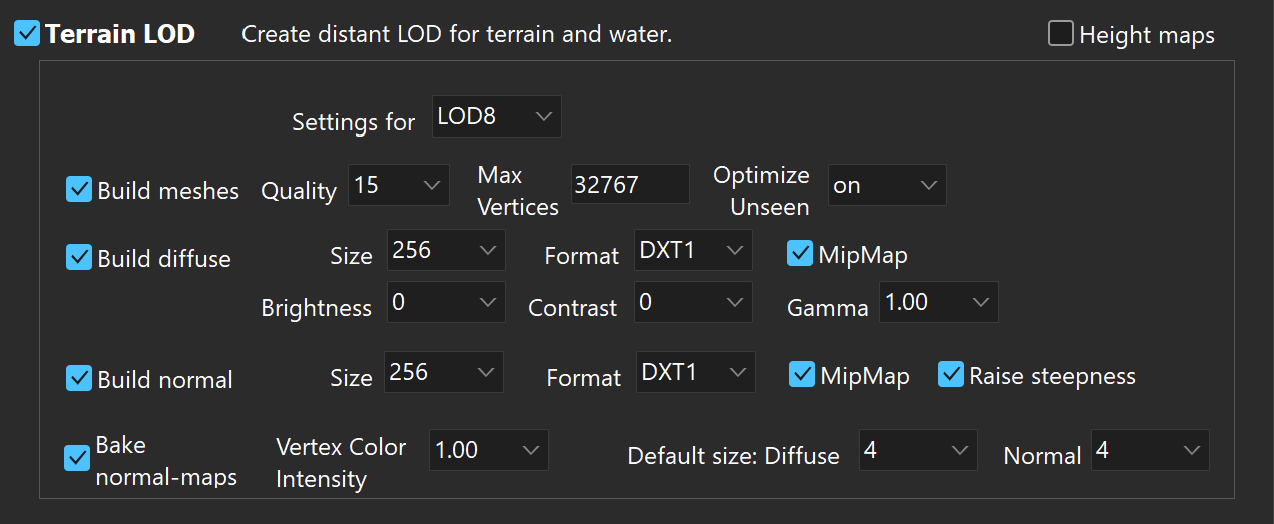 Terrain LOD Create distant LOD for terrain and water. Height maps
Settings for LOD8
Build meshes Quality 15 Max Vertices 32767 Optimize Unseen on
Build diffuse Size 256 Format DXT1 MipMap
Brightness 0 Contrast 0 Gamma 1.00
Build normal Size 256 Format DXT1 MipMap Raise steepness
Bake normal-maps Vertex Color Intensity 1.00 Default size: Diffuse 4 Normal 4